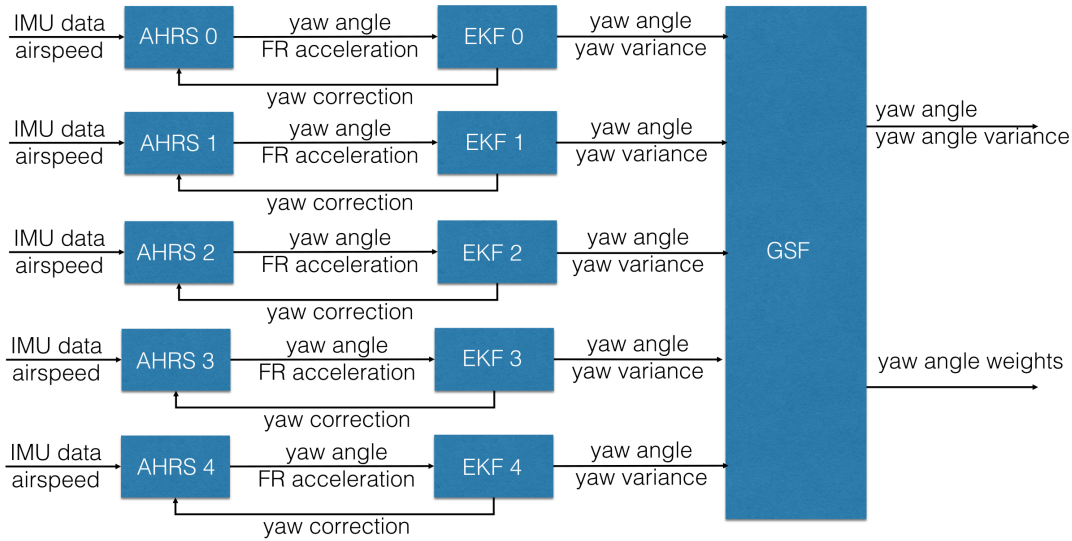 IMU data
airspeed
AHRS 0
yaw angle
FR acceleration
EKF 0
yaw angle
yaw variance
yaw correction
IMU data
airspeed
AHRS 1
yaw angle
FR acceleration
EKF 1
yaw angle
yaw variance
yaw correction
IMU data
airspeed
AHRS 2
yaw angle
FR acceleration
EKF 2
yaw angle
yaw variance
yaw correction
IMU data
airspeed
AHRS 3
yaw angle
FR acceleration
EKF 3
yaw angle
yaw variance
yaw correction
IMU data
airspeed
AHRS 4
yaw angle
FR acceleration
EKF 4
yaw angle
yaw variance
yaw correction
GSF
yaw angle
yaw angle variance
yaw angle weights